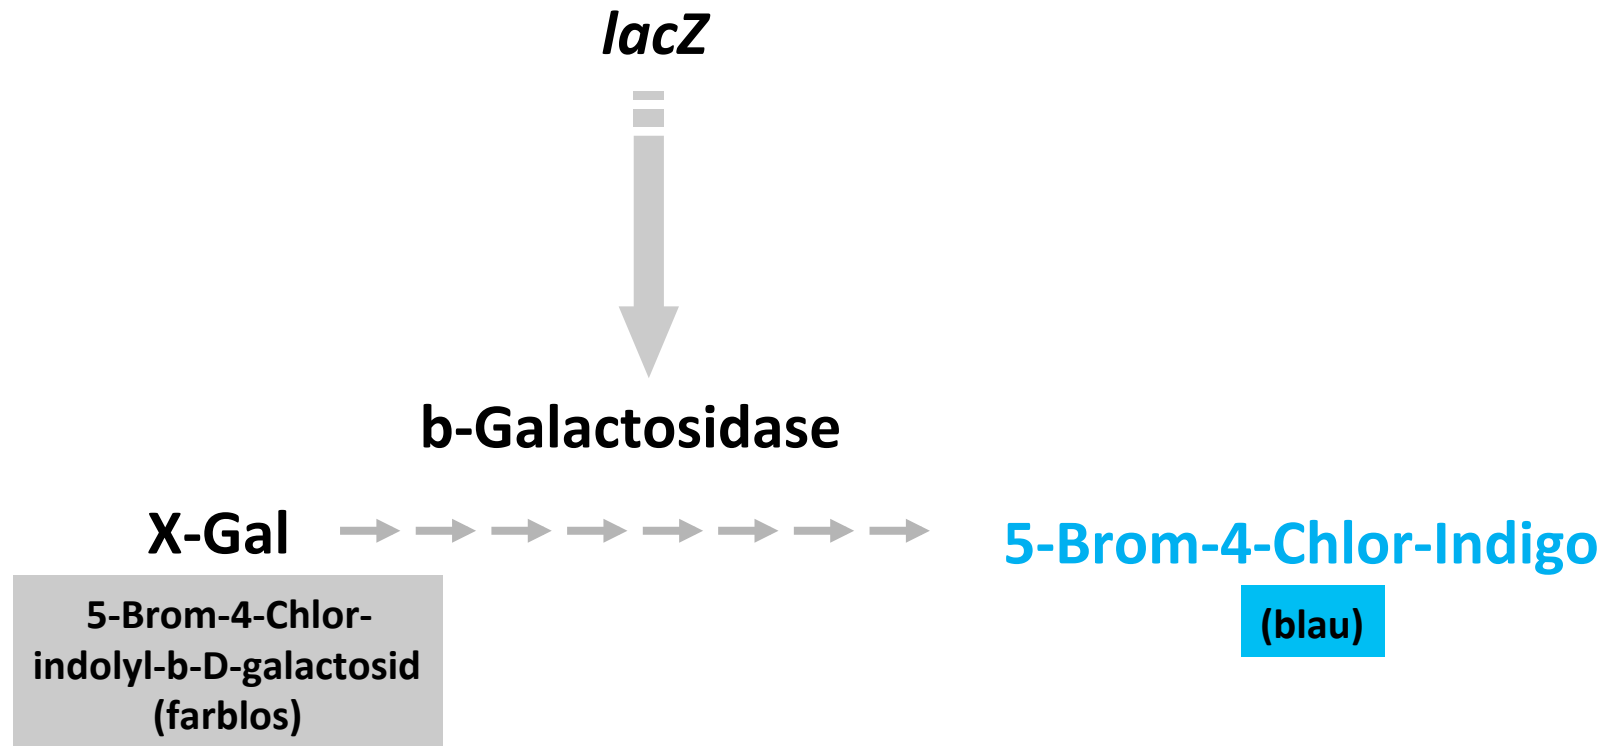 lacZ
b-Galactosidase
X-Gal
5-Brom-4-Chlor-Indigo
5-Brom-4-Chlor-
indolyl-b-D-galactosid
(farblos)
(blau)